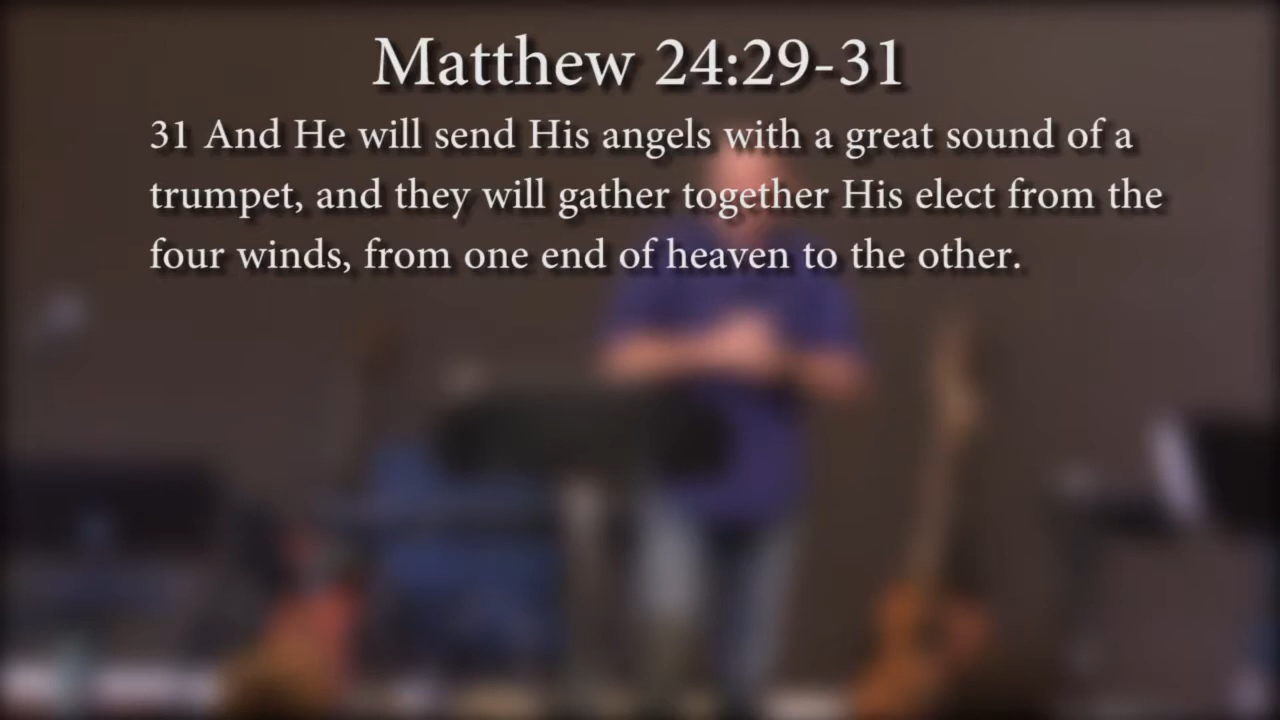 Matthew 24:29-31
31 And He will send His angels with a great sound of a
trumpet, and they will gather together His elect from the
four winds, from one end of heaven to the other.